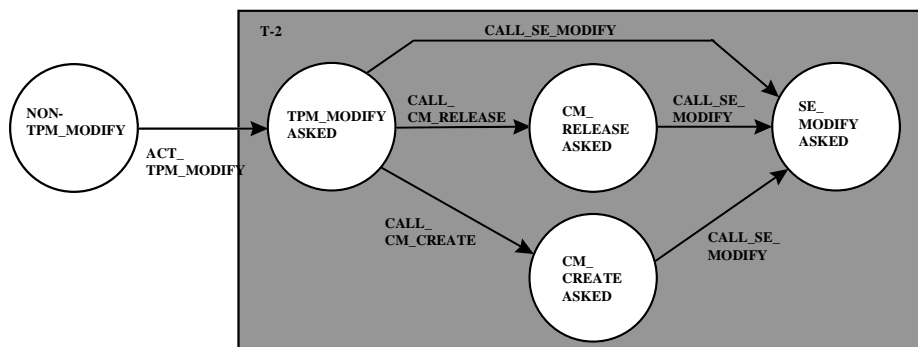 T-2
CALL_SE_MODIFY
NON-
TPM_MODIFY
ACT_
TPM_MODIFY
TPM_MODIFY
ASKED
CALL_
CM_RELEASE
CM_
RELEASE
ASKED
CALL_SE_
MODIFY
SE_
MODIFY
ASKED
CALL_
CM_CREATE
CM_
CREATE
ASKED
CALL_SE_
MODIFY